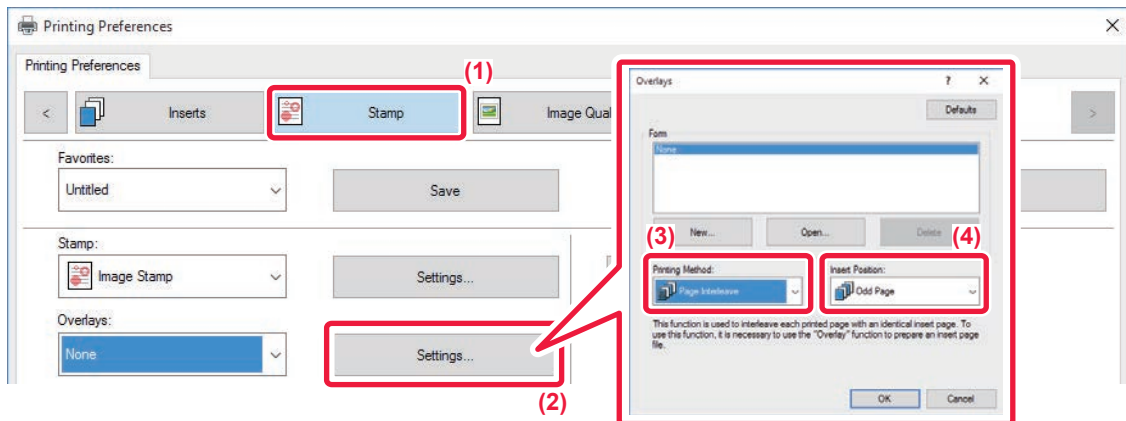 Printing Preferences
Printing Preferences
(1)
Inserts
Stamp
Image Qual
Favorites:
Untitled
Save
Stamp:
Image Stamp
Settings...
Overlays:
None
Settings...
(2)
Overlays
Defaults
Form
None
New...
Open...
Delete
(3)
(4)
Printing Method:
Insert Position:
Page Interleave
Odd Page
This function is used to interleave each printed page with an identical insert page. To
use this function, it is necessary to use the "Overlay" function to prepare an insert page
file.
OK
Cancel